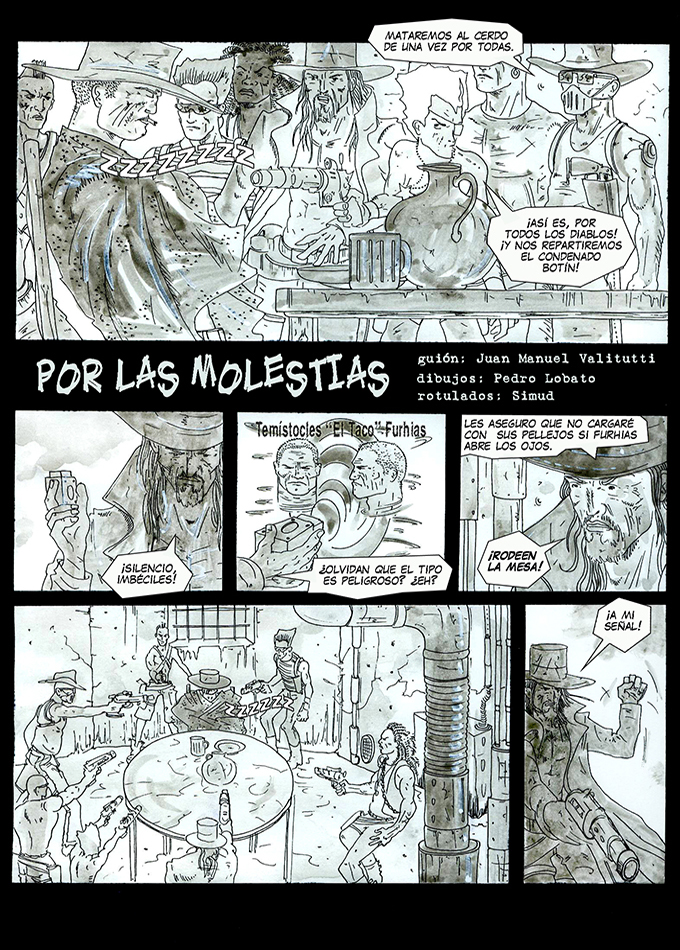 MATAREMOS AL CERDO
DE UNA VEZ POR TODAS.
ZZZZZZZZZZ
¡ASÍ ES, POR
TODOS LOS DIABLOS!
¡Y NOS REPARTIREMOS
EL CONDENADO
BOTÍN!
POR LAS MOLESTIAS
guión: Juan Manuel Valitutti
dibujos: Pedro Lobato
rotulados: Simud
¡SILENCIO,
IMBÉCILES!
Temístocles "El Taco" Furhias
¿OLVIDAN QUE EL TIPO
ES PELIGROSO? ¿EH?
LES ASEGURO QUE NO CARGARÉ
CON SUS PELLEJOS SI FURHIAS
ABRE LOS OJOS.
¡RODEEN
LA MESA!
ZZZZZZZ
¡A MI
SEÑAL!